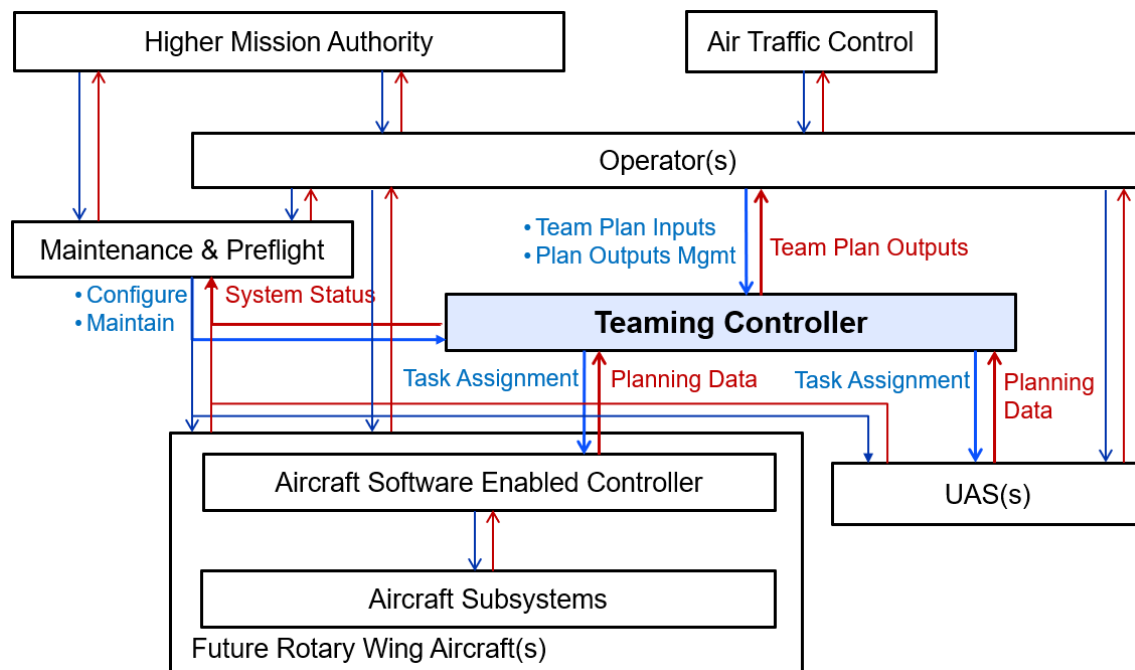 Higher Mission Authority
Air Traffic Control
Operator(s)
Maintenance & Preflight
• Team Plan Inputs
• Plan Outputs Mgmt
Team Plan Outputs
• Configure
• Maintain
System Status
Teaming Controller
Task Assignment
Planning Data
Task Assignment
Planning
Data
Aircraft Software Enabled Controller
UAS(s)
Aircraft Subsystems
Future Rotary Wing Aircraft(s)